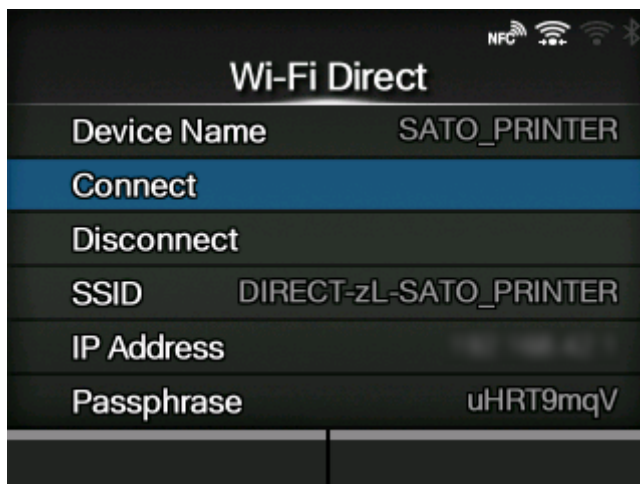 NFC
Wi-Fi Direct
Device Name SATO_PRINTER
Connect
Disconnect
SSID DIRECT-zL-SATO_PRINTER
IP Address
Passphrase uHRT9mqV